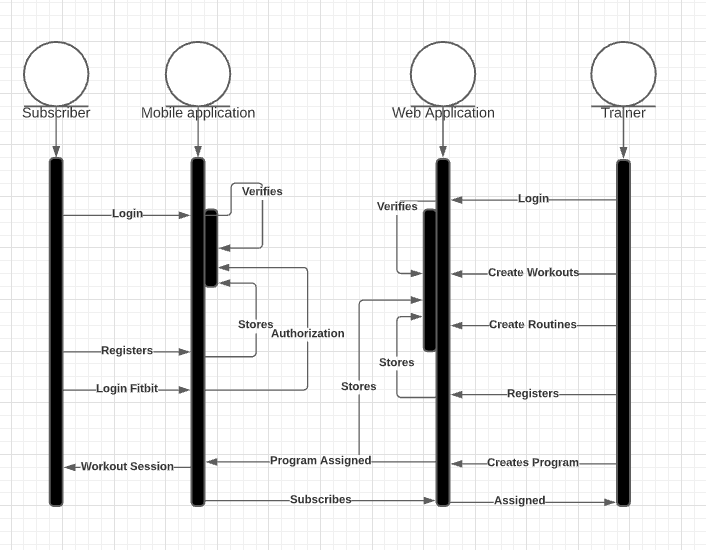 Subscriber
Mobile application
Web Application
Trainer
Verifies
Login
Verifies
Login
Create Workouts
Stores
Authorization
Create Routines
Registers
Stores
Login Fitbit
Stores
Registers
Workout Session
Program Assigned
Creates Program
Subscribes
Assigned